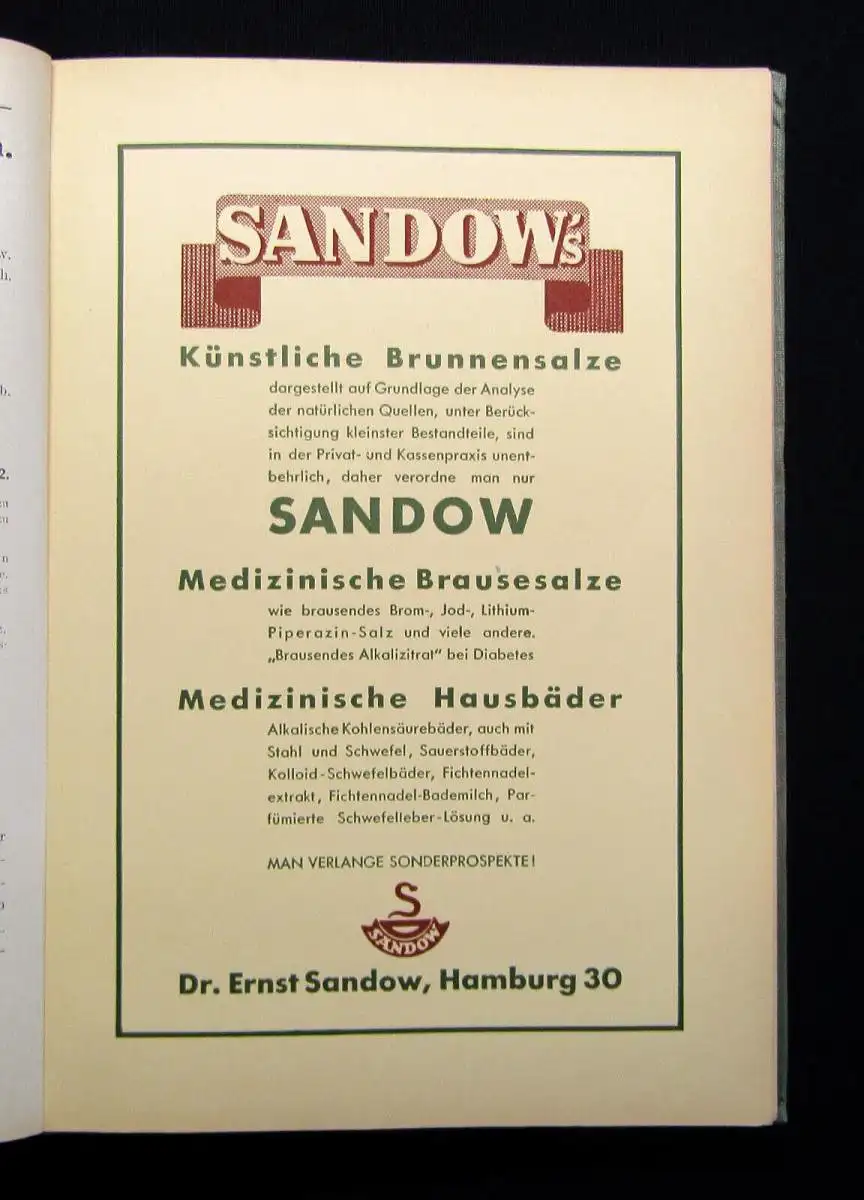 SANDOW's
Künstliche Brunnensalze
dargestellt auf Grundlage der Analyse
der natürlichen Quellen, unter Berück-
sichtigung kleinster Bestandteile, sind
in der Privat- und Kassenpraxis unent-
behrlich, daher verordne man nur
SANDOW
Medizinische Brausesalze
wie brausendes Brom-, Jod-, Lithium-
Piperazin-Salz und viele andere.
„Brausendes Alkalizitrat" bei Diabetes
Medizinische Hausbäder
Alkalische Kohlensäurebäder, auch mit
Stahl und Schwefel, Sauerstoffbäder,
Kolloid-Schwefelbäder, Fichtennadel-
extrakt, Fichtennadel-Bademilch, Par-
fümierte Schwefelleber-Lösung u. a.
MAN VERLANGE SONDERPROSPEKTE!
S
SANDOW
Dr. Ernst Sandow, Hamburg 30